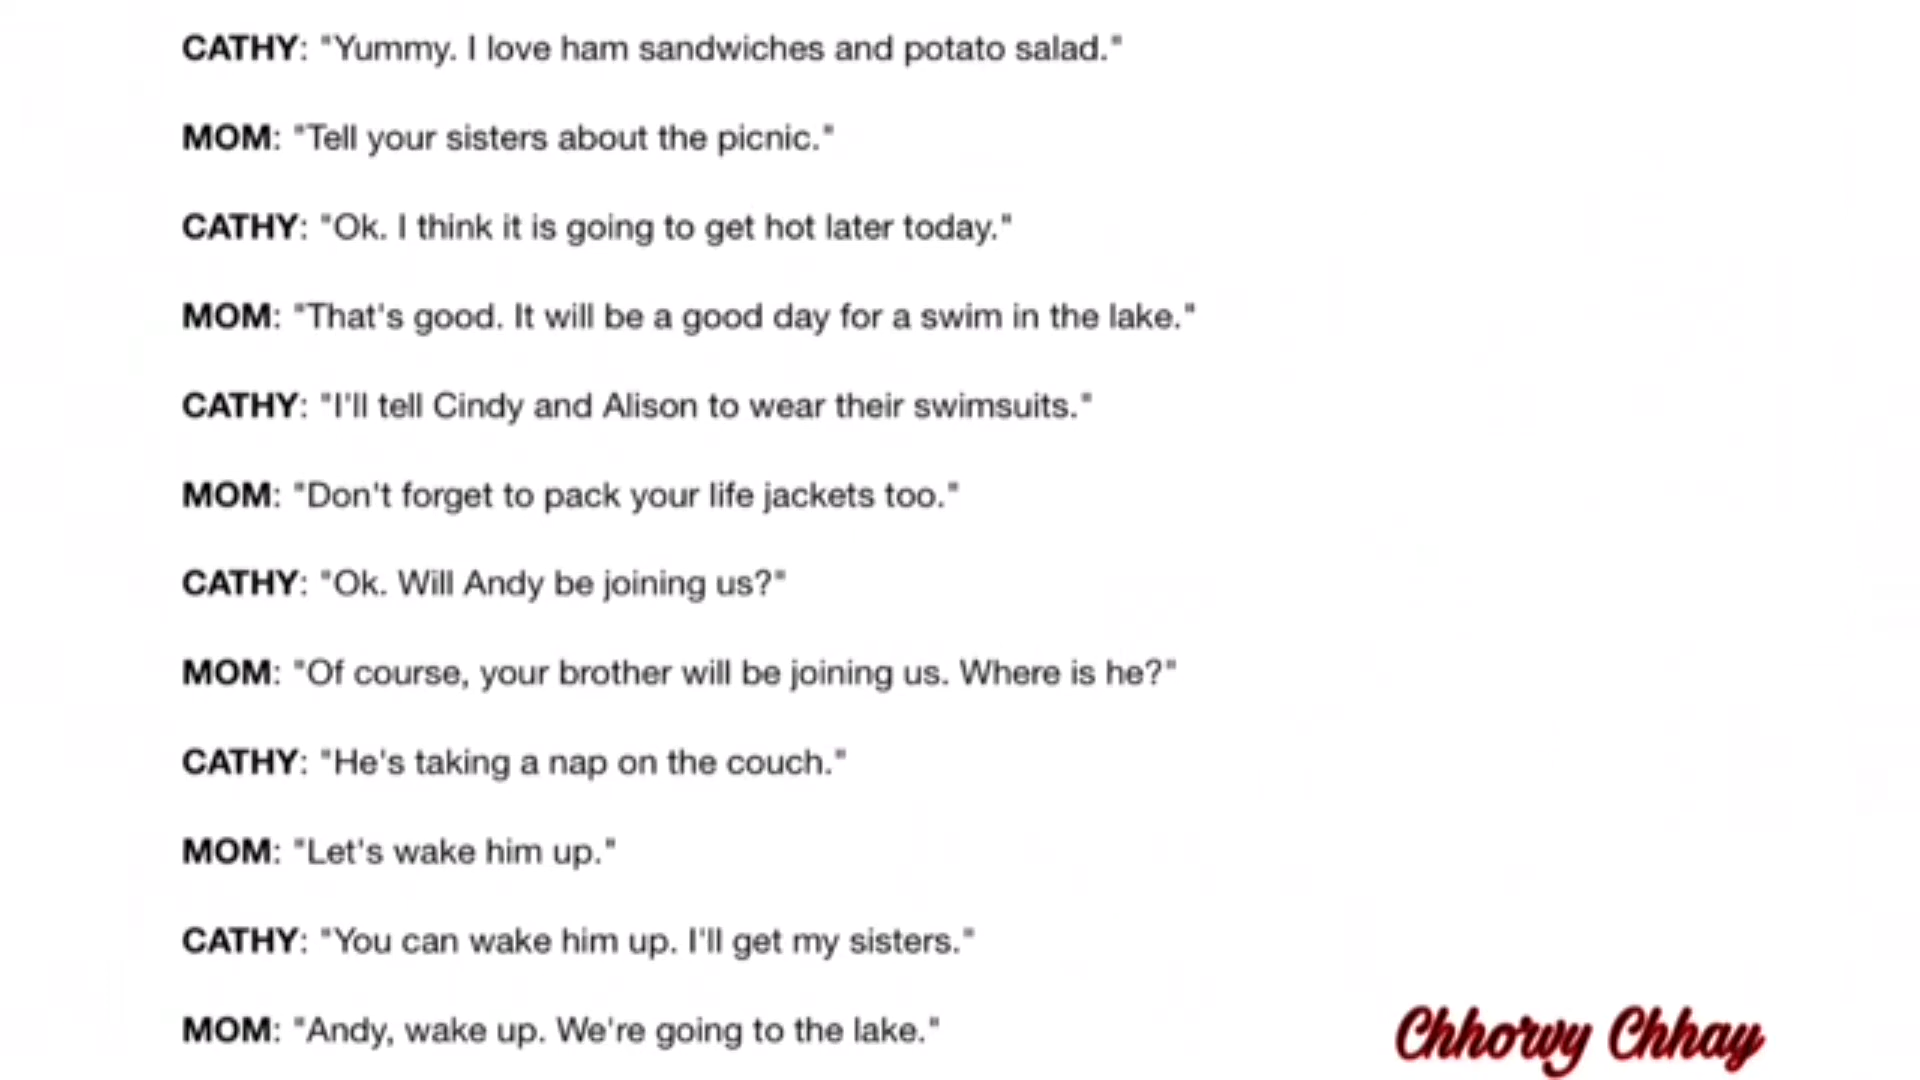 CATHY: "Yummy. I love ham sandwiches and potato salad."
MOM: "Tell your sisters about the picnic."
CATHY: "Ok. I think it is going to get hot later today."
MOM: "That's good. It will be a good day for a swim in the lake."
CATHY: "I'll tell Cindy and Alison to wear their swimsuits."
MOM: "Don't forget to pack your life jackets too."
CATHY: "Ok. Will Andy be joining us?"
MOM: "Of course, your brother will be joining us. Where is he?"
CATHY: "He's taking a nap on the couch."
MOM: "Let's wake him up."
CATHY: "You can wake him up. I'll get my sisters."
MOM: "Andy, wake up. We're going to the lake."
Chhorvy Chhay